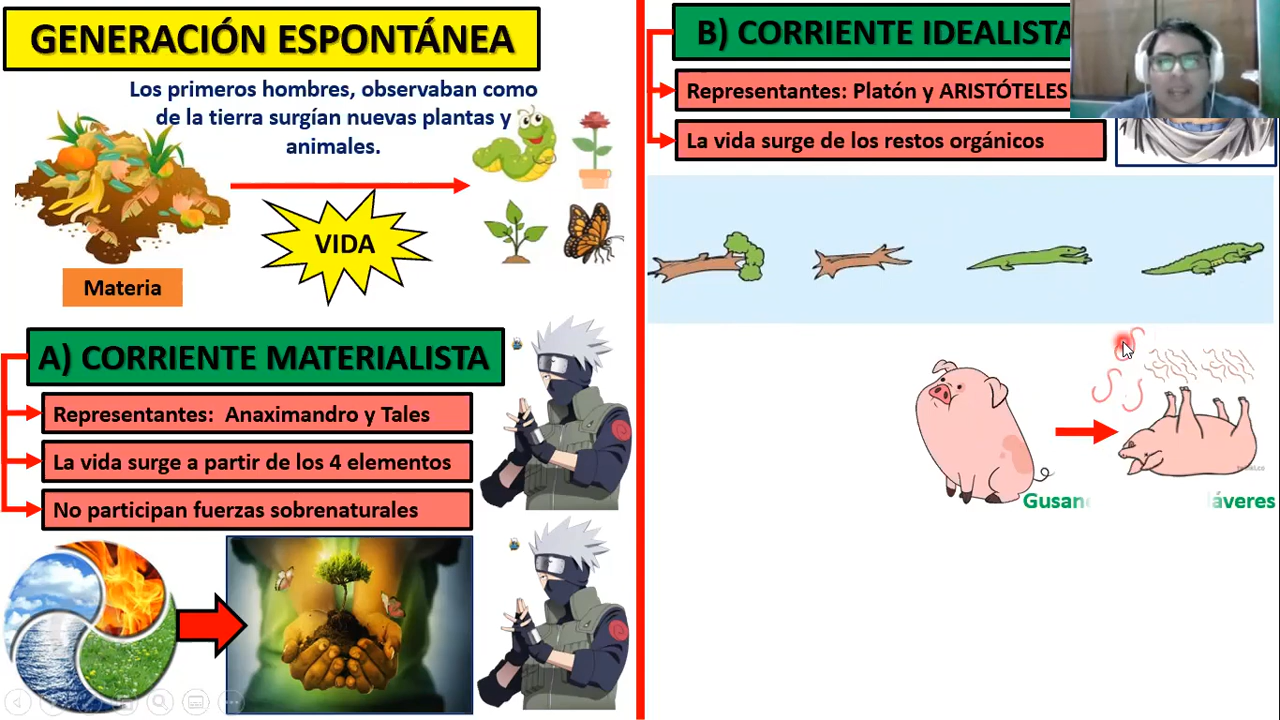 GENERACIÓN ESPONTÁNEA
Los primeros hombres, observaban como
de la tierra surgían nuevas plantas y
animales.
VIDA
Materia
A) CORRIENTE MATERIALISTA
Representantes: Anaximandro y Tales
La vida surge a partir de los 4 elementos
No participan fuerzas sobrenaturales
B) CORRIENTE IDEALISTA
Representantes: Platón y ARISTÓTELES
La vida surge de los restos orgánicos